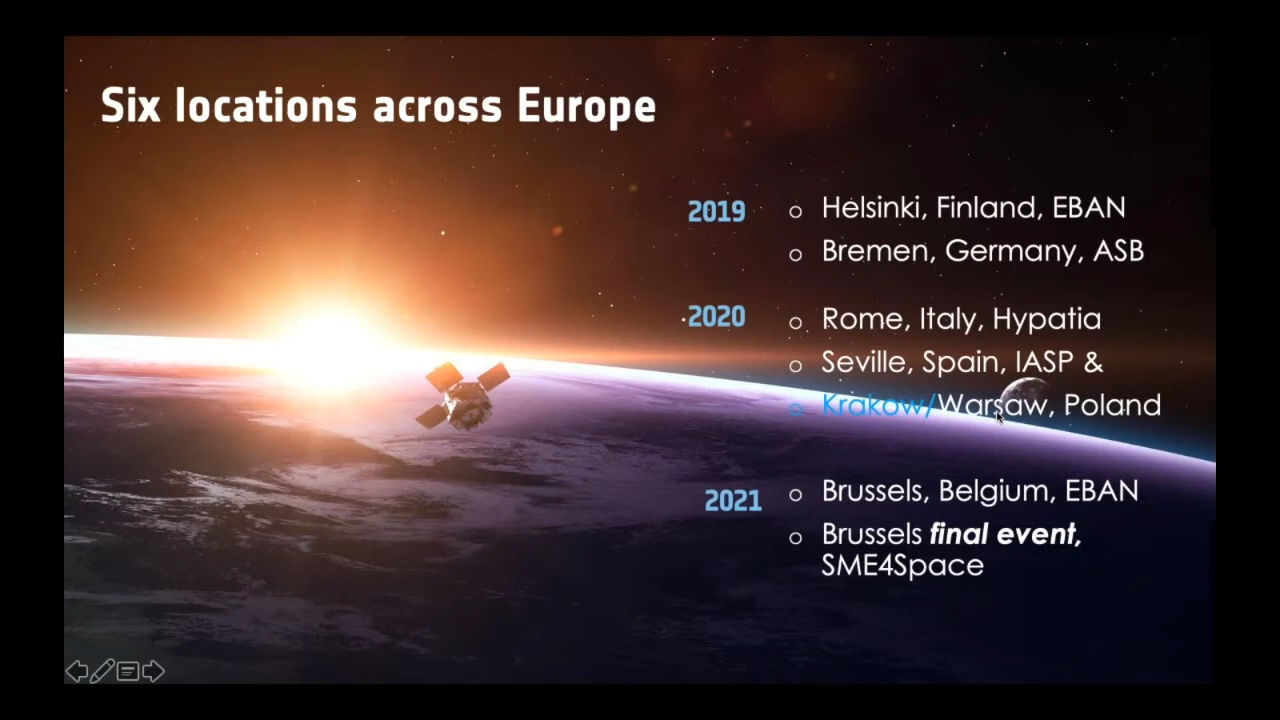 Six locations across Europe
2019
o Helsinki, Finland, EBAN
o Bremen, Germany, ASB
2020
o Rome, Italy, Hypatia
o Seville, Spain, IASP &
o Krakow/Warsaw, Poland
2021
o Brussels, Belgium, EBAN
o Brussels final event,
SME4Space